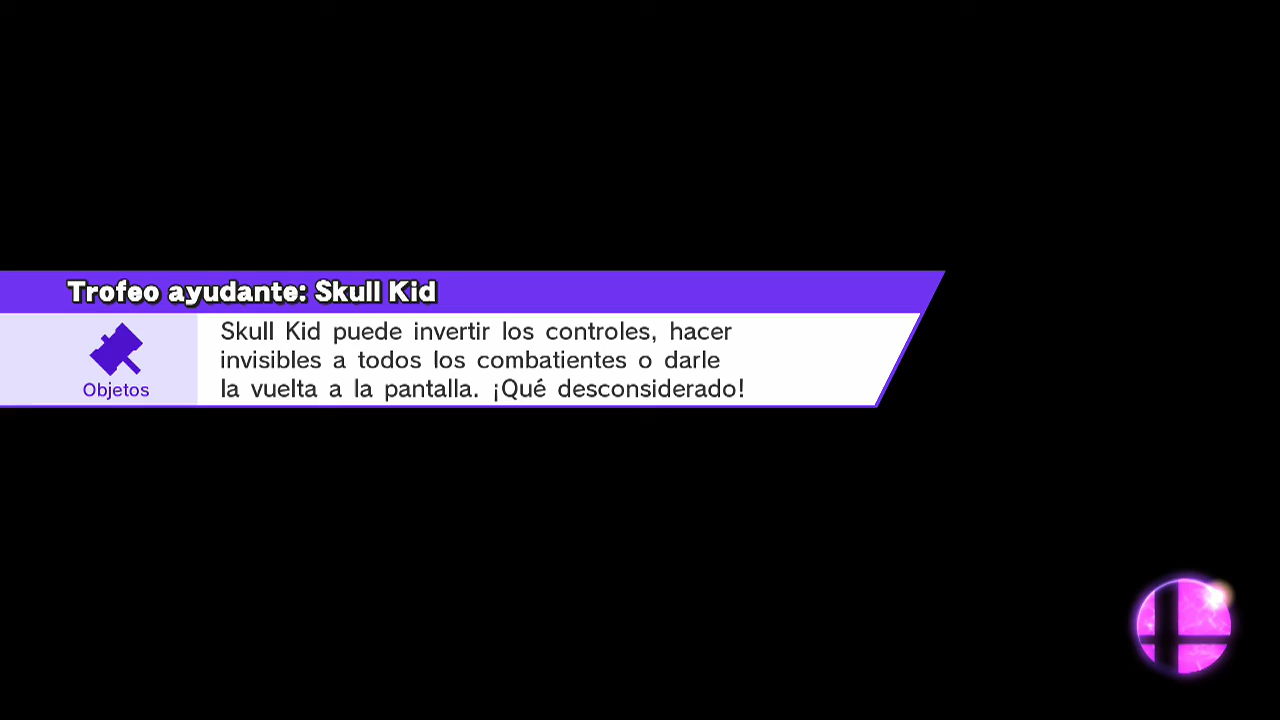 Trofeo ayudante: Skull Kid
Skull Kid puede invertir los controles, hacer
invisibles a todos los combatientes o darle
la vuelta a la pantalla. ¡Qué desconsiderado!
Objetos